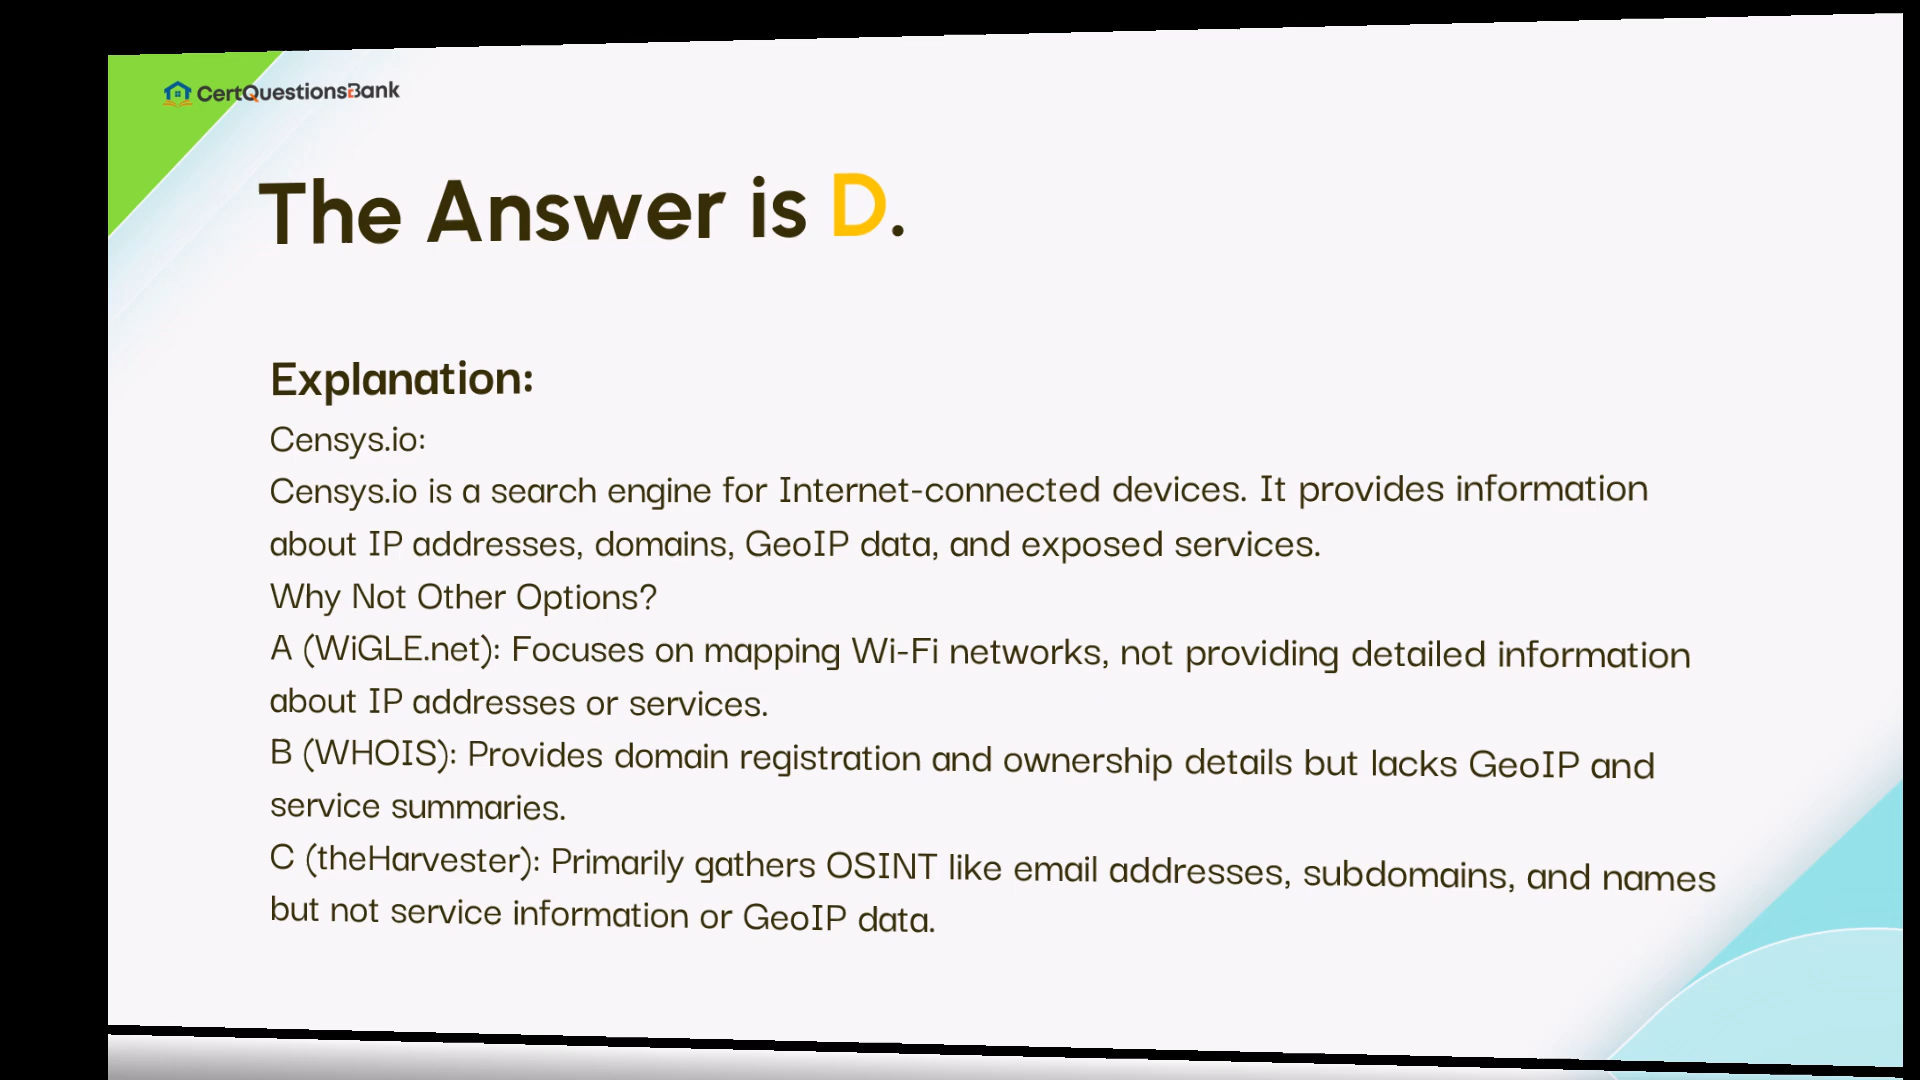 CertQuestionsBank
The Answer is D.
Explanation:
Censys.io:
Censys.io is a search engine for Internet-connected devices. It provides information
about IP addresses, domains, GeoIP data, and exposed services.
Why Not Other Options?
A (WiGLE.net): Focuses on mapping Wi-Fi networks, not providing detailed information
about IP addresses or services.
B (WHOIS): Provides domain registration and ownership details but lacks GeoIP and
service summaries.
C (theHarvester): Primarily gathers OSINT like email addresses, subdomains, and names
but not service information or GeoIP data.